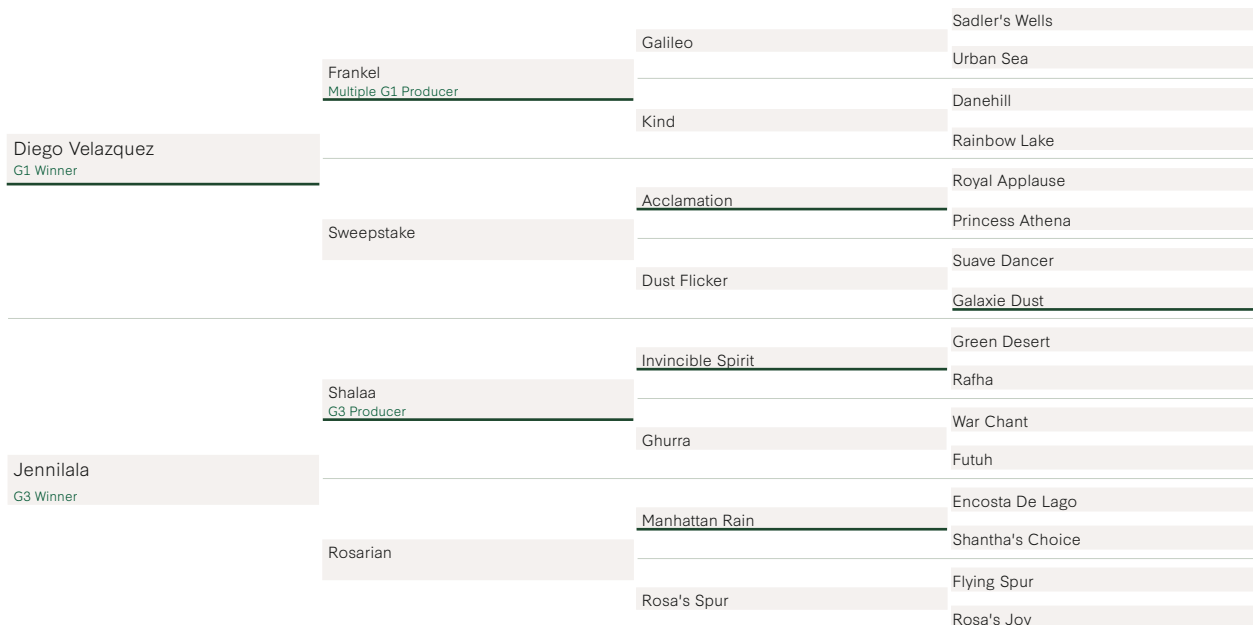 Diego Velazquez
G1 Winner
Jennilala
G3 Winner
Frankel
Multiple G1 Producer
Sweepstake
Shalaa
G3 Producer
Rosarian
Galileo
Kind
Acclamation
Dust Flicker
Invincible Spirit
Ghurra
Manhattan Rain
Rosa's Spur
Sadler's Wells
Urban Sea
Danehill
Rainbow Lake
Royal Applause
Princess Athena
Suave Dancer
Galaxie Dust
Green Desert
Rafha
War Chant
Futuh
Encosta De Lago
Shantha's Choice
Flying Spur
Rosa's Joy